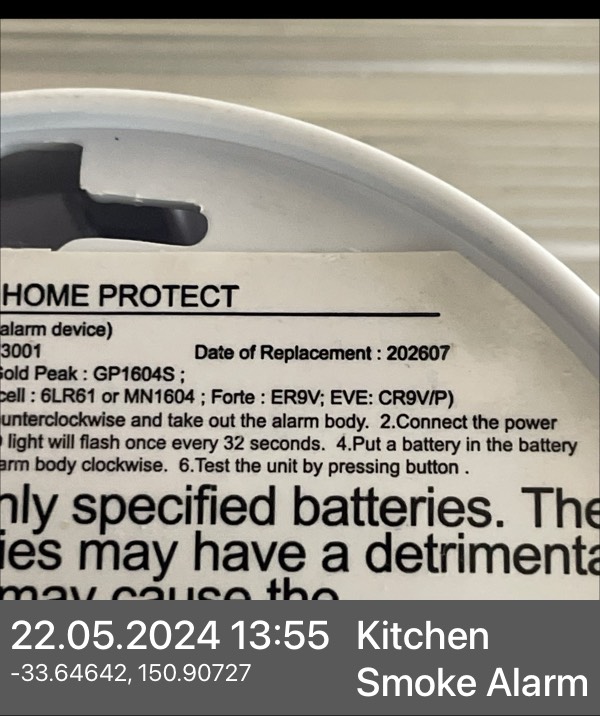 HOME PROTECT
alarm device)
3001 Date of Replacement : 202607
Gold Peak : GP1604S ;
cell : 6LR61 or MN1604 ; Forte : ER9V; EVE: CR9V/P)
unterclockwise and take out the alarm body. 2.Connect the power
light will flash once every 32 seconds. 4.Put a battery in the battery
arm body clockwise. 6.Test the unit by pressing button .
nly specified batteries. The
ies may have a detrimenta
may cause the
22.05.2024 13:55 Kitchen
-33.64642, 150.90727
Smoke Alarm